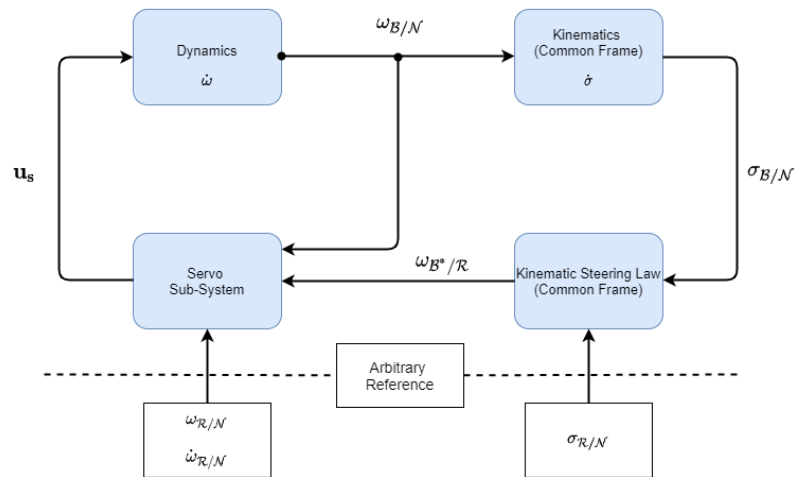 Dynamics
ω̇
ω_{B/N}
Kinematics
(Common Frame)
σ̇
u_s
σ_{B/N}
Servo
Sub-System
ω_{B*/R}
Kinematic Steering Law
(Common Frame)
Arbitrary
Reference
ω_{R/N}
ω̇_{R/N}
σ_{R/N}